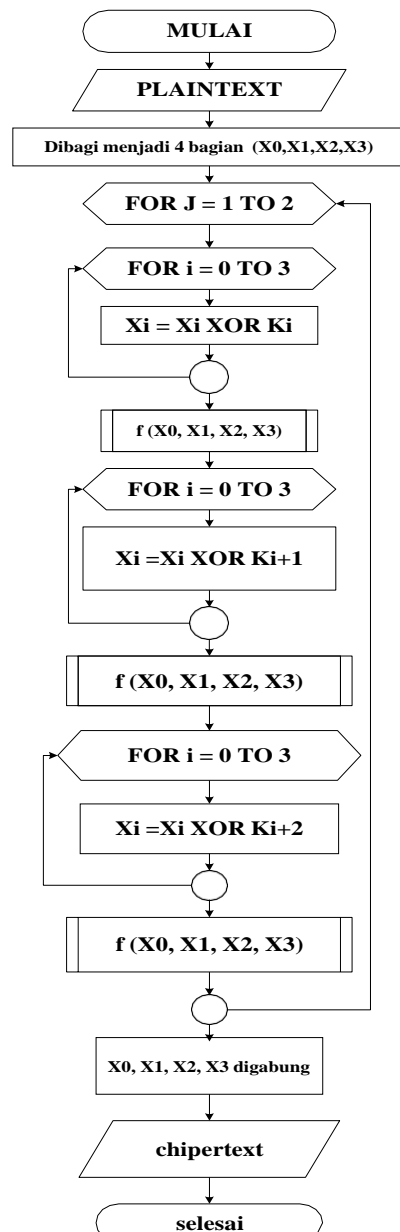 MULAI
PLAINTEXT
Dibagi menjadi 4 bagian (X0,X1,X2,X3)
FOR J = 1 TO 2
FOR i = 0 TO 3
Xi = Xi XOR Ki
f (X0, X1, X2, X3)
FOR i = 0 TO 3
Xi =Xi XOR Ki+1
f (X0, X1, X2, X3)
FOR i = 0 TO 3
Xi =Xi XOR Ki+2
f (X0, X1, X2, X3)
X0, X1, X2, X3 digabung
chipertext
selesai